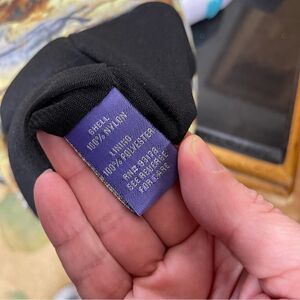 SHELL
100% NYLON
LINING
100% POLYESTER
RN# 93178
SEE REVERSE
FOR CARE